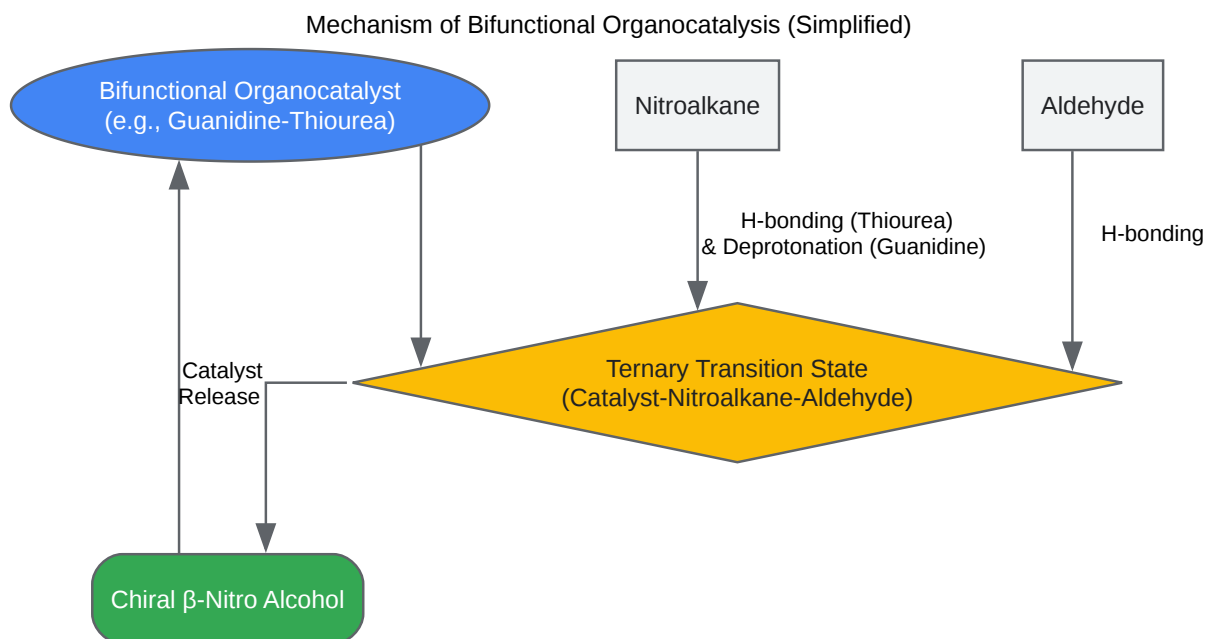 Mechanism of Bifunctional Organocatalysis (Simplified)
Bifunctional Organocatalyst
(e.g., Guanidine-Thiourea)
Nitroalkane
Aldehyde
H-bonding (Thiourea)
& Deprotonation (Guanidine)
H-bonding
Ternary Transition State
(Catalyst-Nitroalkane-Aldehyde)
Catalyst
Release
Chiral β-Nitro Alcohol